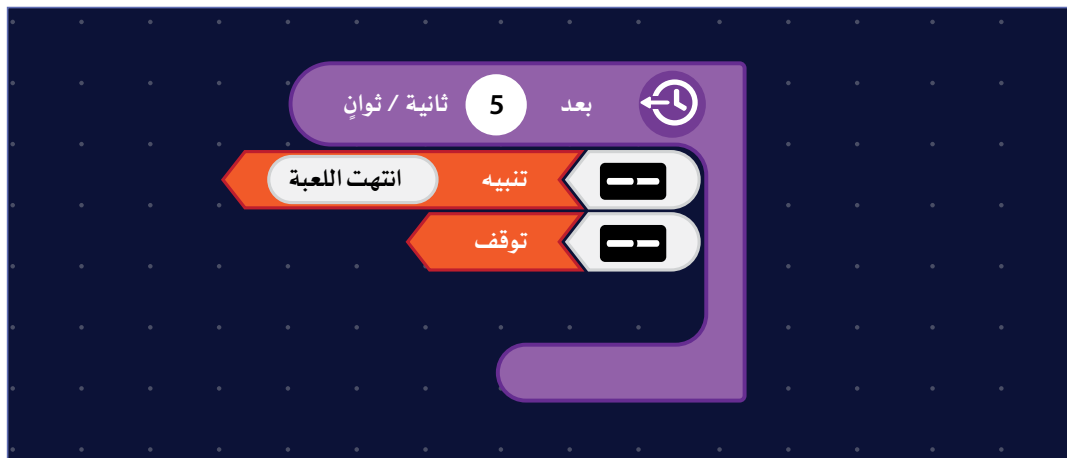 بعد 5 ثانية / ثوانٍ
تنبيه انتهت اللعبة
توقف